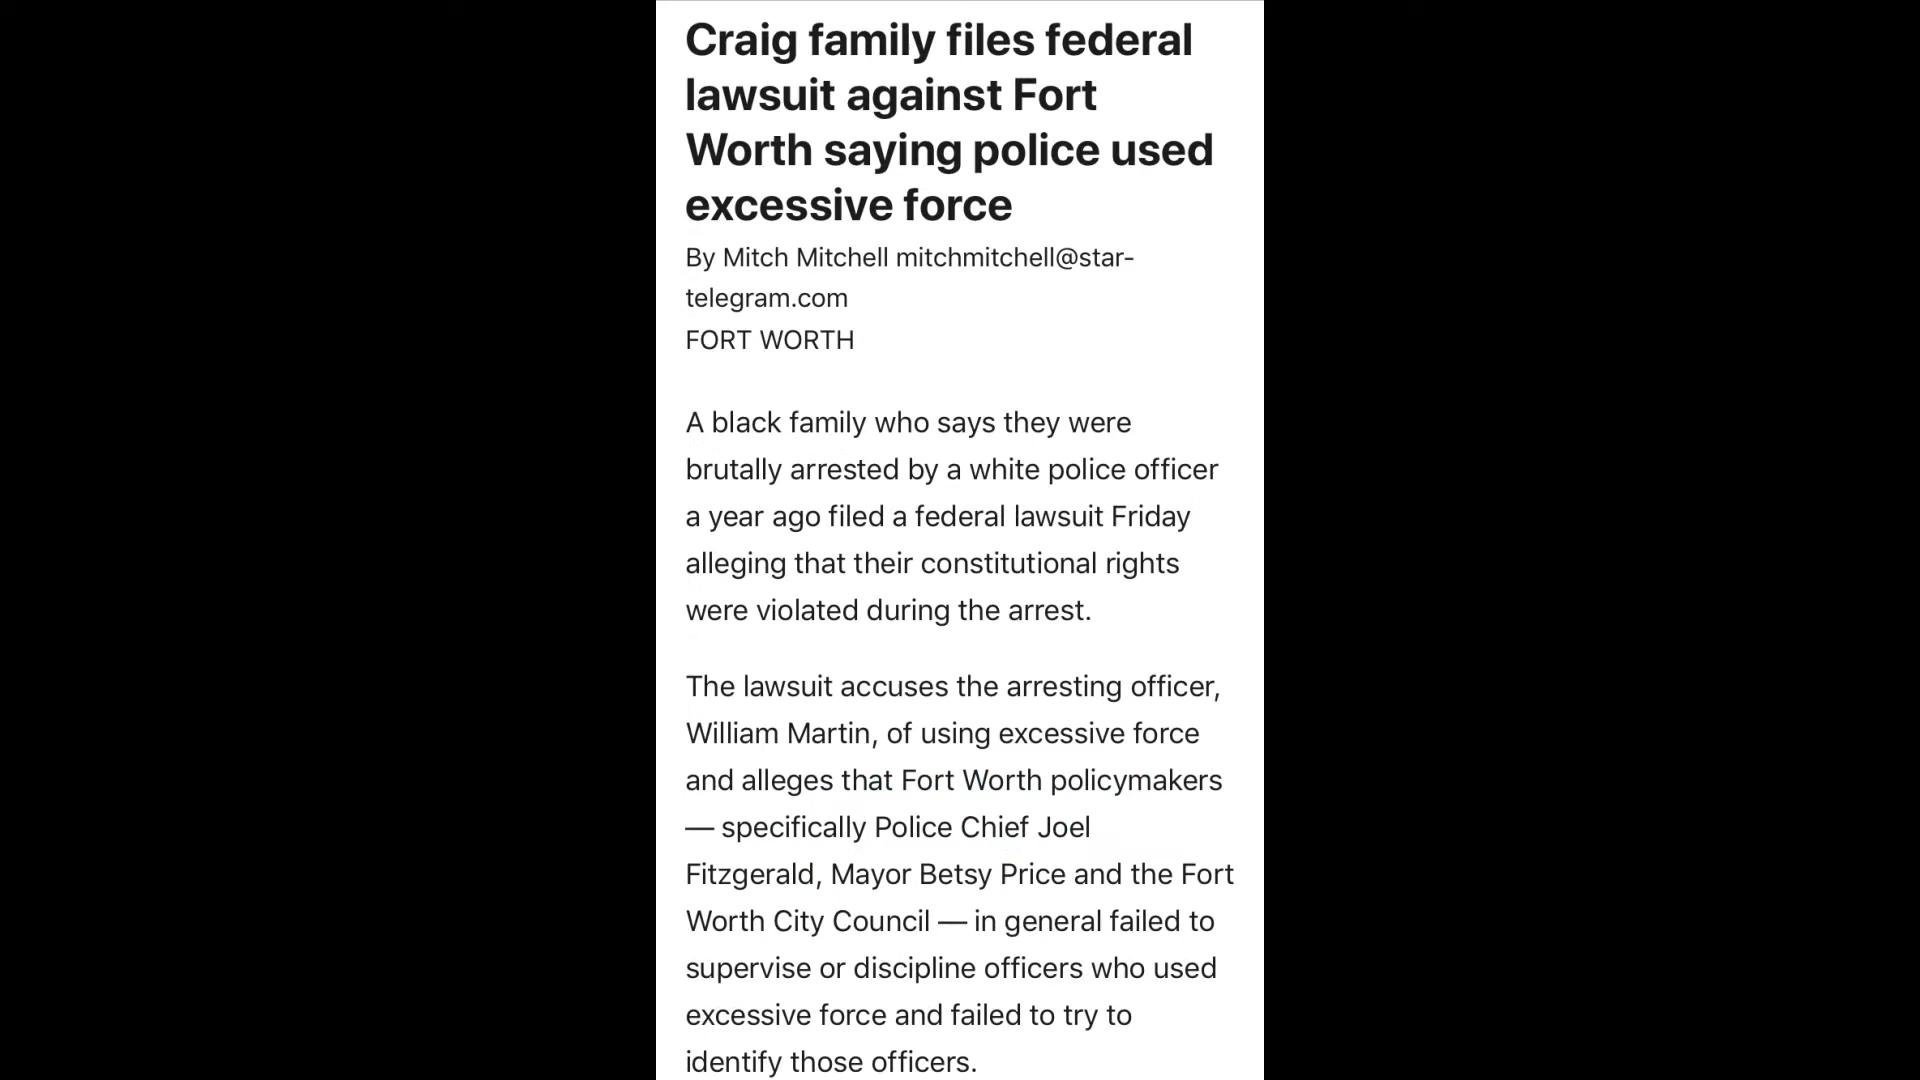 Craig family files federal
lawsuit against Fort
Worth saying police used
excessive force
By Mitch Mitchell mitchmitchell@star-
telegram.com
FORT WORTH
A black family who says they were
brutally arrested by a white police officer
a year ago filed a federal lawsuit Friday
alleging that their constitutional rights
were violated during the arrest.
The lawsuit accuses the arresting officer,
William Martin, of using excessive force
and alleges that Fort Worth policymakers
— specifically Police Chief Joel
Fitzgerald, Mayor Betsy Price and the Fort
Worth City Council — in general failed to
supervise or discipline officers who used
excessive force and failed to try to
identify those officers.